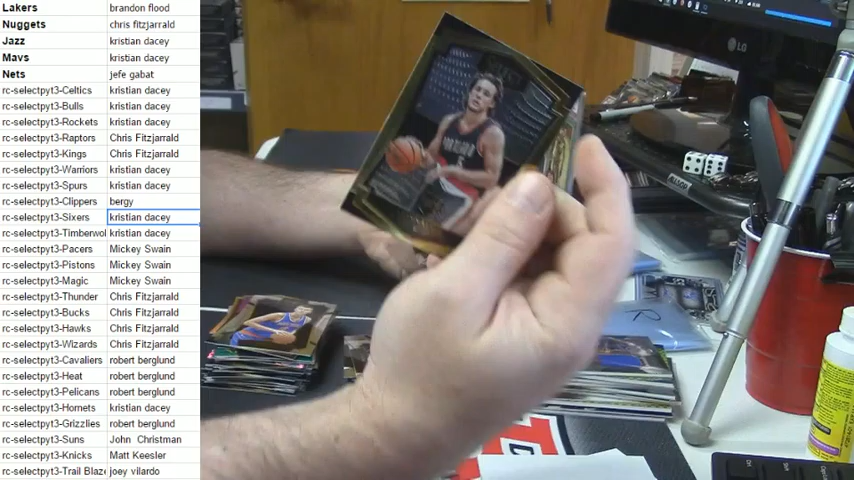 Lakers brandon flood
Nuggets chris fitzjarrald
Jazz kristian dacey
Mavs kristian dacey
Nets jefe gabat
rc-selectpyt3-Celtics kristian dacey
rc-selectpyt3-Bulls kristian dacey
rc-selectpyt3-Rockets kristian dacey
rc-selectpyt3-Raptors Chris Fitzjarrald
rc-selectpyt3-Kings Chris Fitzjarrald
rc-selectpyt3-Warriors kristian dacey
rc-selectpyt3-Spurs kristian dacey
rc-selectpyt3-Clippers bergy
rc-selectpyt3-Sixers kristian dacey
rc-selectpyt3-Timberwol kristian dacey
rc-selectpyt3-Pacers Mickey Swain
rc-selectpyt3-Pistons Mickey Swain
rc-selectpyt3-Magic Mickey Swain
rc-selectpyt3-Thunder Chris Fitzjarrald
rc-selectpyt3-Bucks Chris Fitzjarrald
rc-selectpyt3-Hawks Chris Fitzjarrald
rc-selectpyt3-Wizards Chris Fitzjarrald
rc-selectpyt3-Cavaliers robert berglund
rc-selectpyt3-Heat robert berglund
rc-selectpyt3-Pelicans robert berglund
rc-selectpyt3-Hornets kristian dacey
rc-selectpyt3-Grizzlies robert berglund
rc-selectpyt3-Suns John Christman
rc-selectpyt3-Knicks Matt Keesler
rc-selectpyt3-Trail Blaze joey vilardo
LG
PORTLAND
R